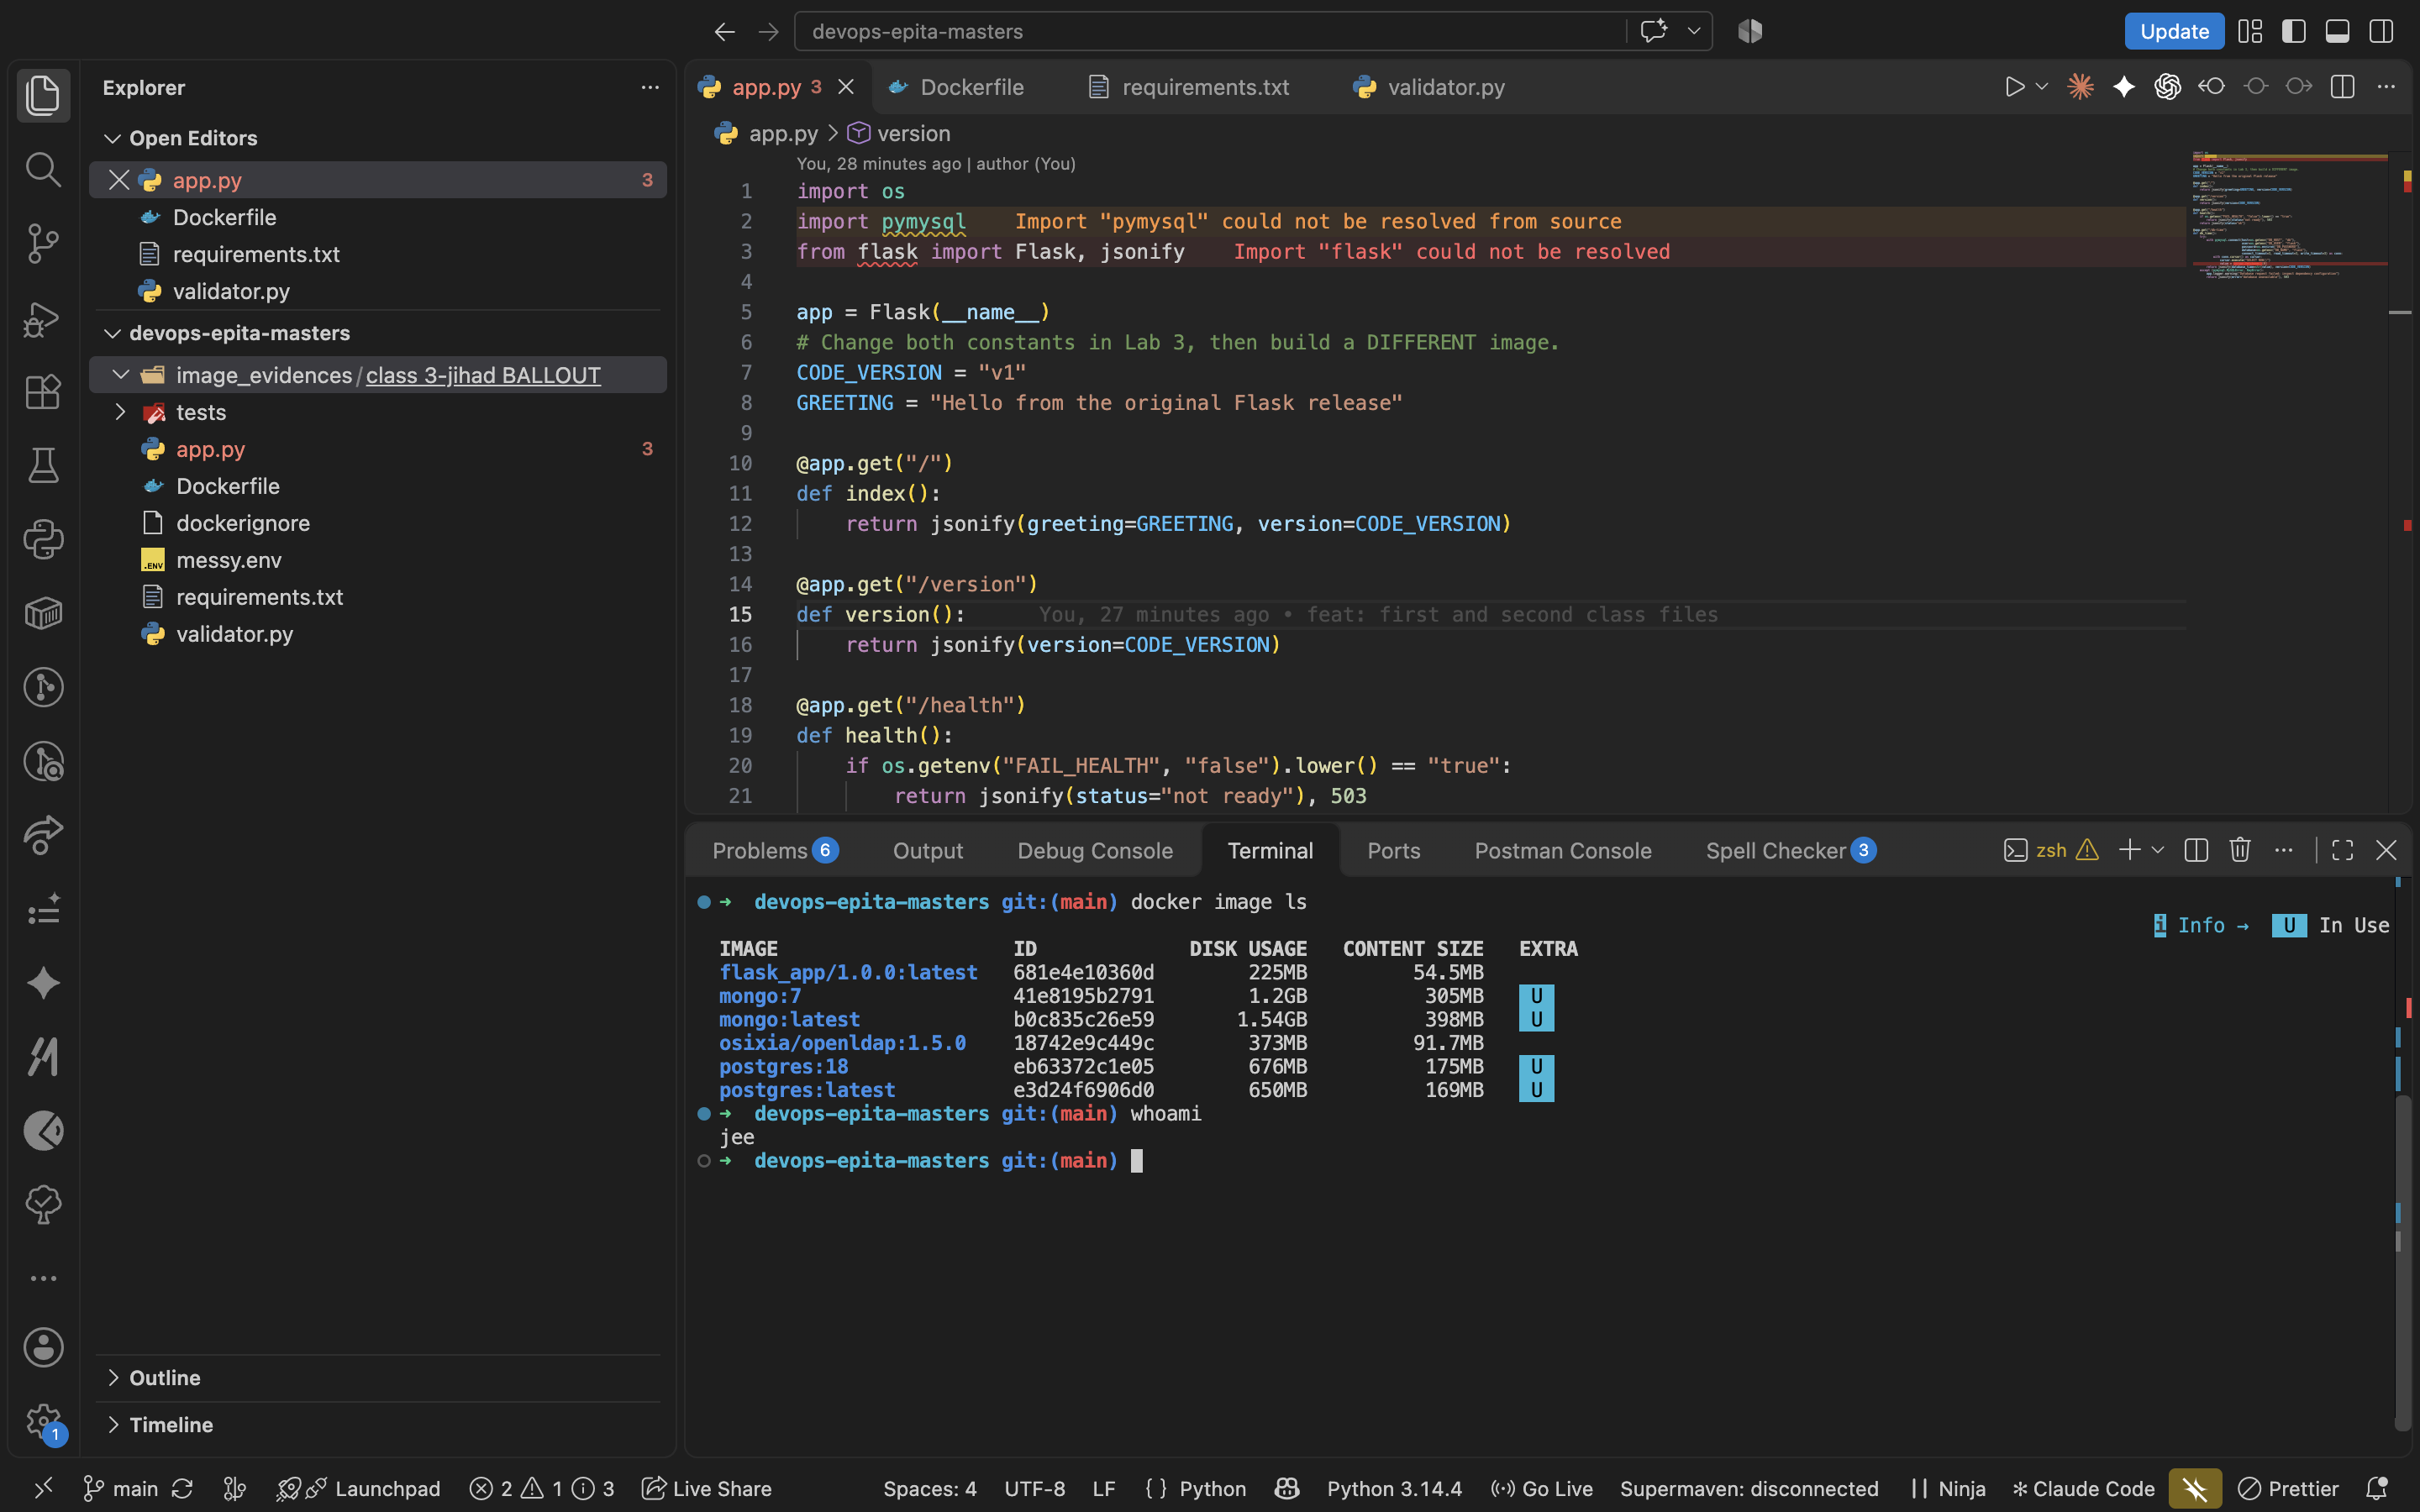 devops-epita-masters
Update
Explorer
Open Editors
app.py 3
Dockerfile
requirements.txt
validator.py
devops-epita-masters
image_evidences / class 3-jihad BALLOUT
tests
app.py 3
Dockerfile
dockerignore
.ENV messy.env
requirements.txt
validator.py
Outline
Timeline
1
app.py 3 Dockerfile requirements.txt validator.py
app.py > version
You, 28 minutes ago | author (You)
1 import os
2 import pymysql Import "pymysql" could not be resolved from source
3 from flask import Flask, jsonify Import "flask" could not be resolved
4
5 app = Flask(__name__)
6 # Change both constants in Lab 3, then build a DIFFERENT image.
7 CODE_VERSION = "v1"
8 GREETING = "Hello from the original Flask release"
9
10 @app.get("/")
11 def index():
12 return jsonify(greeting=GREETING, version=CODE_VERSION)
13
14 @app.get("/version")
15 def version(): You, 27 minutes ago • feat: first and second class files
16 return jsonify(version=CODE_VERSION)
17
18 @app.get("/health")
19 def health():
20 if os.getenv("FAIL_HEALTH", "false").lower() == "true":
21 return jsonify(status="not ready"), 503
Problems 6 Output Debug Console Terminal Ports Postman Console Spell Checker 3 zsh
→ devops-epita-masters git:(main) docker image ls
i Info → U In Use
IMAGE ID DISK USAGE CONTENT SIZE EXTRA
flask_app/1.0.0:latest 681e4e10360d 225MB 54.5MB
mongo:7 41e8195b2791 1.2GB 305MB U
mongo:latest b0c835c26e59 1.54GB 398MB U
osixia/openldap:1.5.0 18742e9c449c 373MB 91.7MB
postgres:18 eb63372c1e05 676MB 175MB U
postgres:latest e3d24f6906d0 650MB 169MB U
→ devops-epita-masters git:(main) whoami
jee
→ devops-epita-masters git:(main)
main Launchpad 2 1 3 Live Share Spaces: 4 UTF-8 LF { } Python Python 3.14.4 Go Live Supermaven: disconnected Ninja Claude Code Prettier